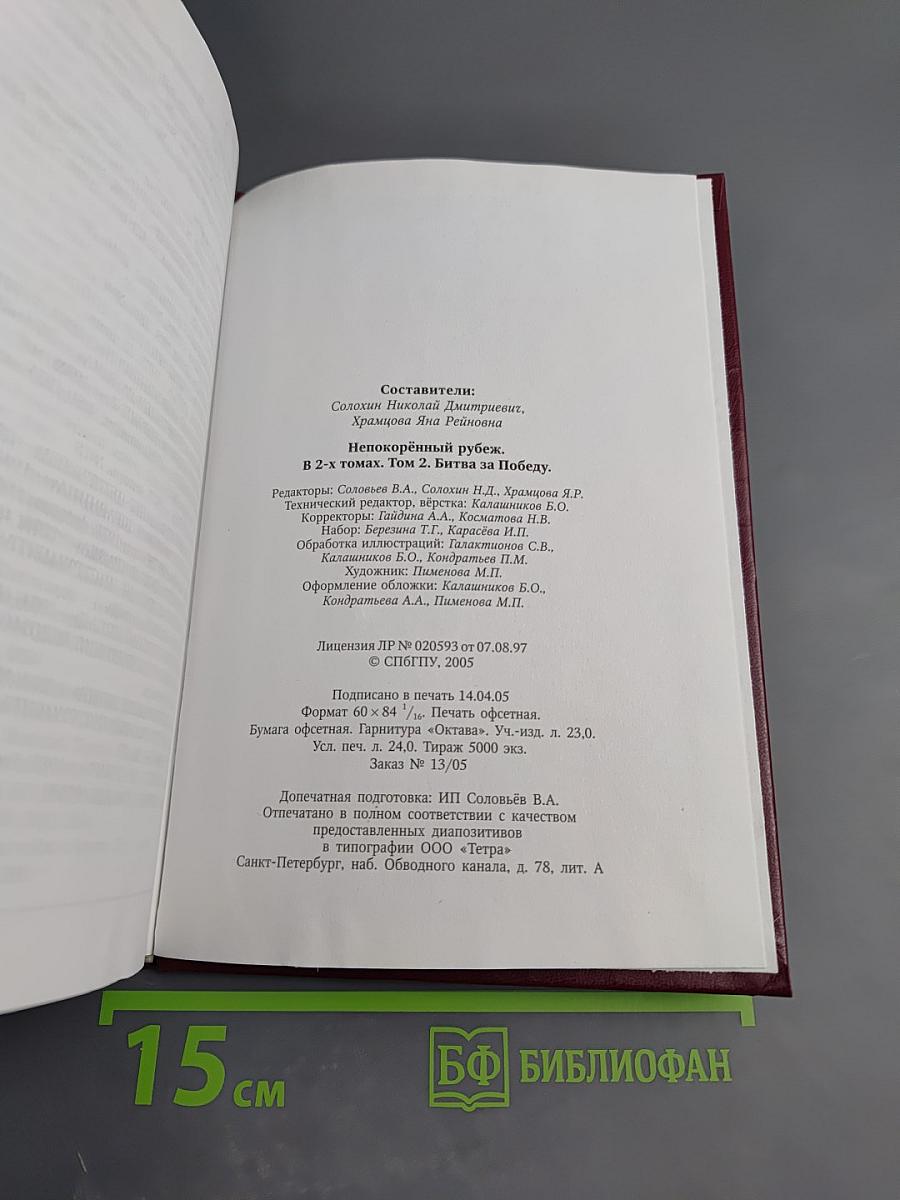 Составители:
Солохин Николай Дмитриевич,
Храмцова Яна Рейновна
Непокорённый рубеж.
В 2-х томах. Том 2. Битва за Победу.
Редакторы: Соловьев В.А., Солохин Н.Д., Храмцова Я.Р.
Технический редактор, вёрстка: Калашников Б.О.
Корректоры: Гайдина А.А., Косматова Н.В.
Набор: Березина Т.Г., Карасёва И.П.
Обработка иллюстраций: Галактионов С.В.,
Калашников Б.О., Кондратьев П.М.
Художник: Пименова М.П.
Оформление обложки: Калашников Б.О.,
Кондратьева А.А., Пименова М.П.
Лицензия ЛР № 020593 от 07.08.97
© СПбГПУ, 2005
Подписано в печать 14.04.05
Формат 60×84 1/16. Печать офсетная.
Бумага офсетная. Гарнитура «Октава». Уч.-изд. л. 23,0.
Усл. печ. л. 24,0. Тираж 5000 экз.
Заказ № 13/05
Допечатная подготовка: ИП Соловьёв В.А.
Отпечатано в полном соответствии с качеством
предоставленных диапозитивов
в типографии ООО «Тетра»
Санкт-Петербург, наб. Обводного канала, д. 78, лит. А
15 см
БФ БИБЛИОФАН